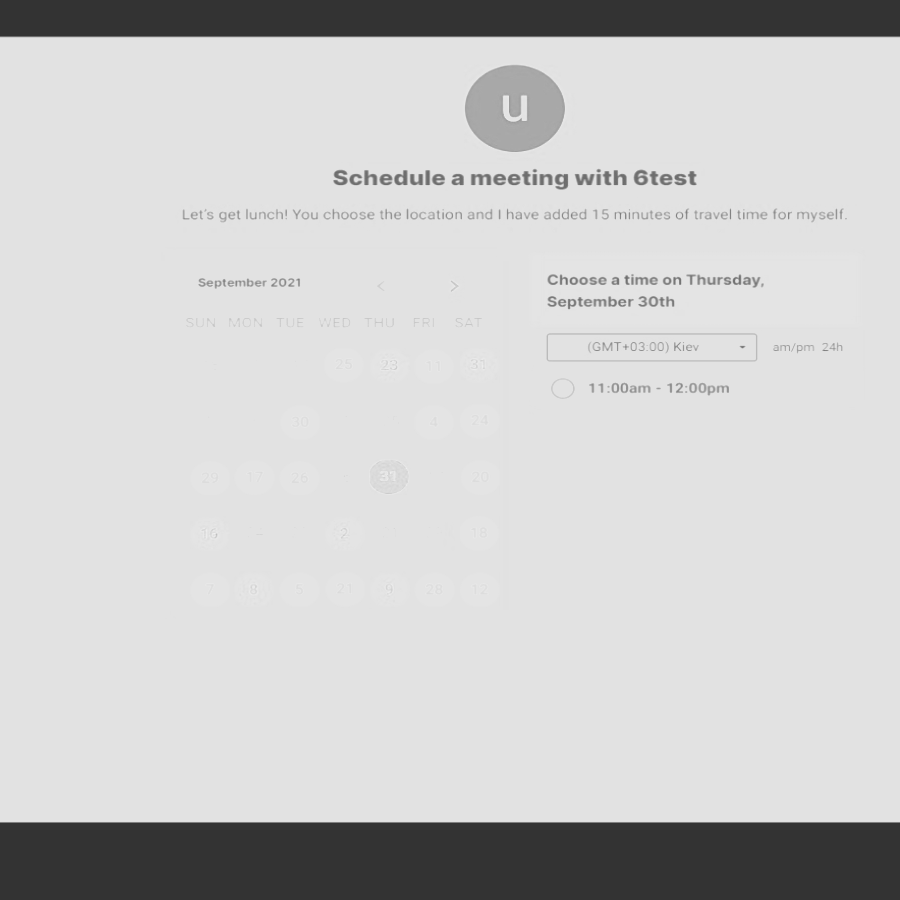 u
Schedule a meeting with 6test
Let's get lunch! You choose the location and I have added 15 minutes of travel time for myself.
September 2021 < >
SUN MON TUE WED THU FRI SAT
25 23 11 31
30 4 24
29 17 26 - 31 20
16 - 2 18
7 8 5 21 9 28 12
Choose a time on Thursday,
September 30th
(GMT+03:00) Kiev
am/pm 24h
11:00am - 12:00pm